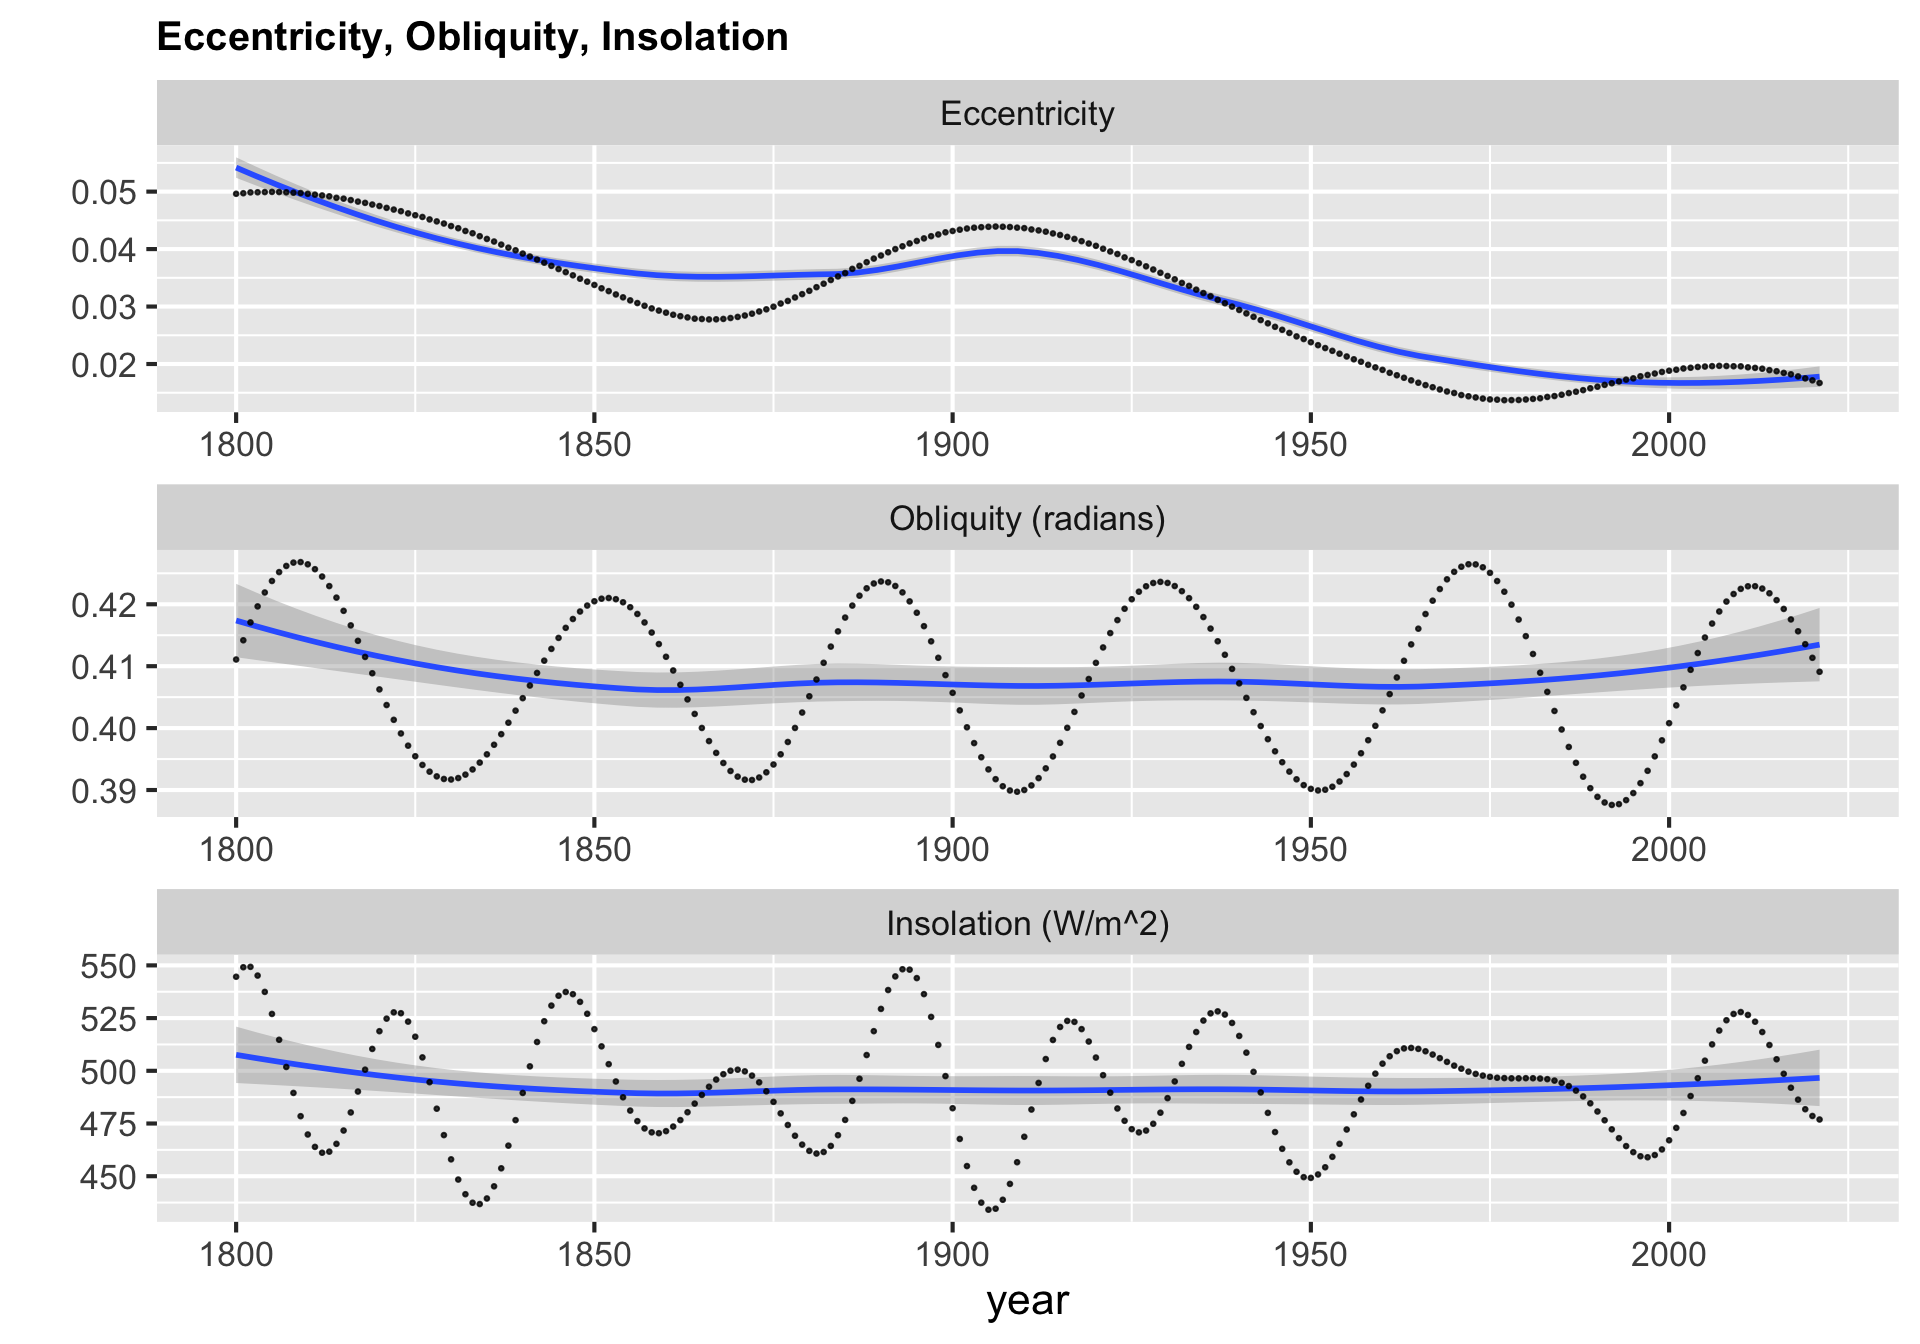 Eccentricity, Obliquity, Insolation
Eccentricity
0.05
0.04
0.03
0.02
1800 1850 1900 1950 2000
Obliquity (radians)
0.42
0.41
0.40
0.39
1800 1850 1900 1950 2000
Insolation (W/m^2)
550
525
500
475
450
1800 1850 1900 1950 2000
year